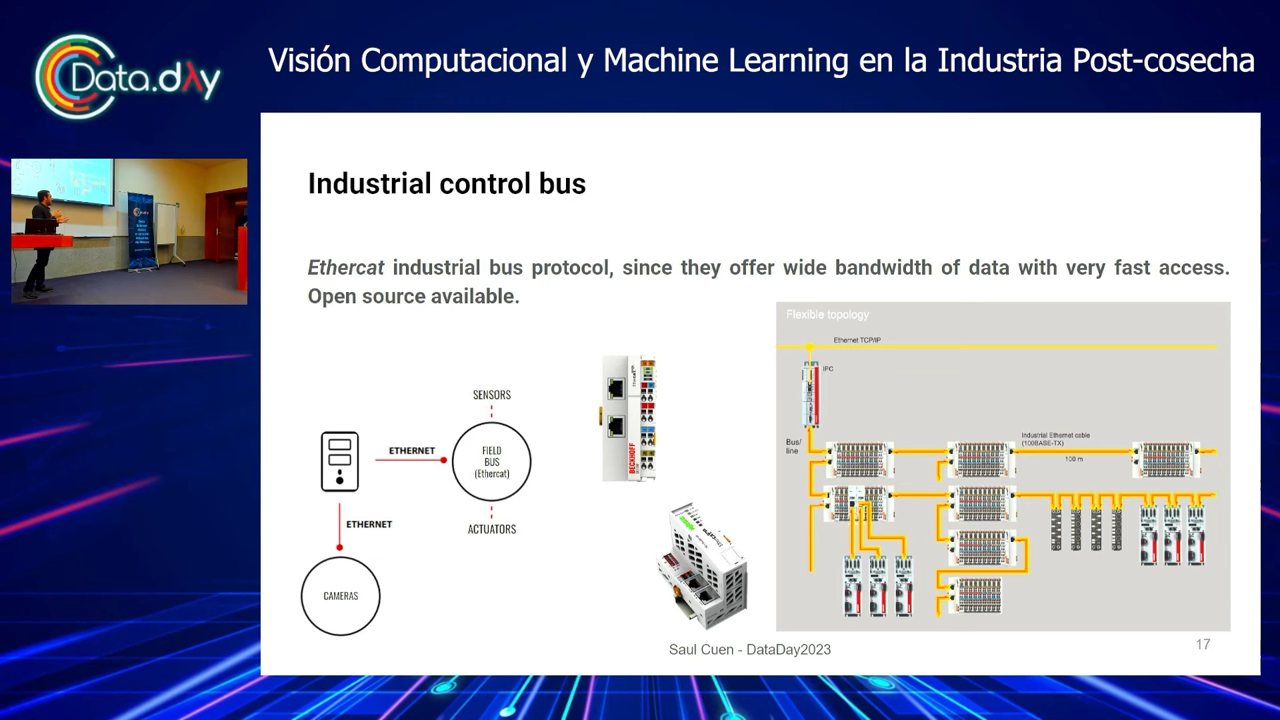 Data.dλy
Visión Computacional y Machine Learning en la Industria Post-cosecha
Industrial control bus
Ethercat industrial bus protocol, since they offer wide bandwidth of data with very fast access.
Open source available.
Flexible topology
Ethernet TCP/IP
IPC
Bus/
line
Industrial Ethernet cable
(100BASE-TX)
100 m
SENSORS
ETHERNET
FIELD
BUS
(Ethercat)
ACTUATORS
ETHERNET
CAMERAS
BECKHOFF
Saul Cuen - DataDay2023
17